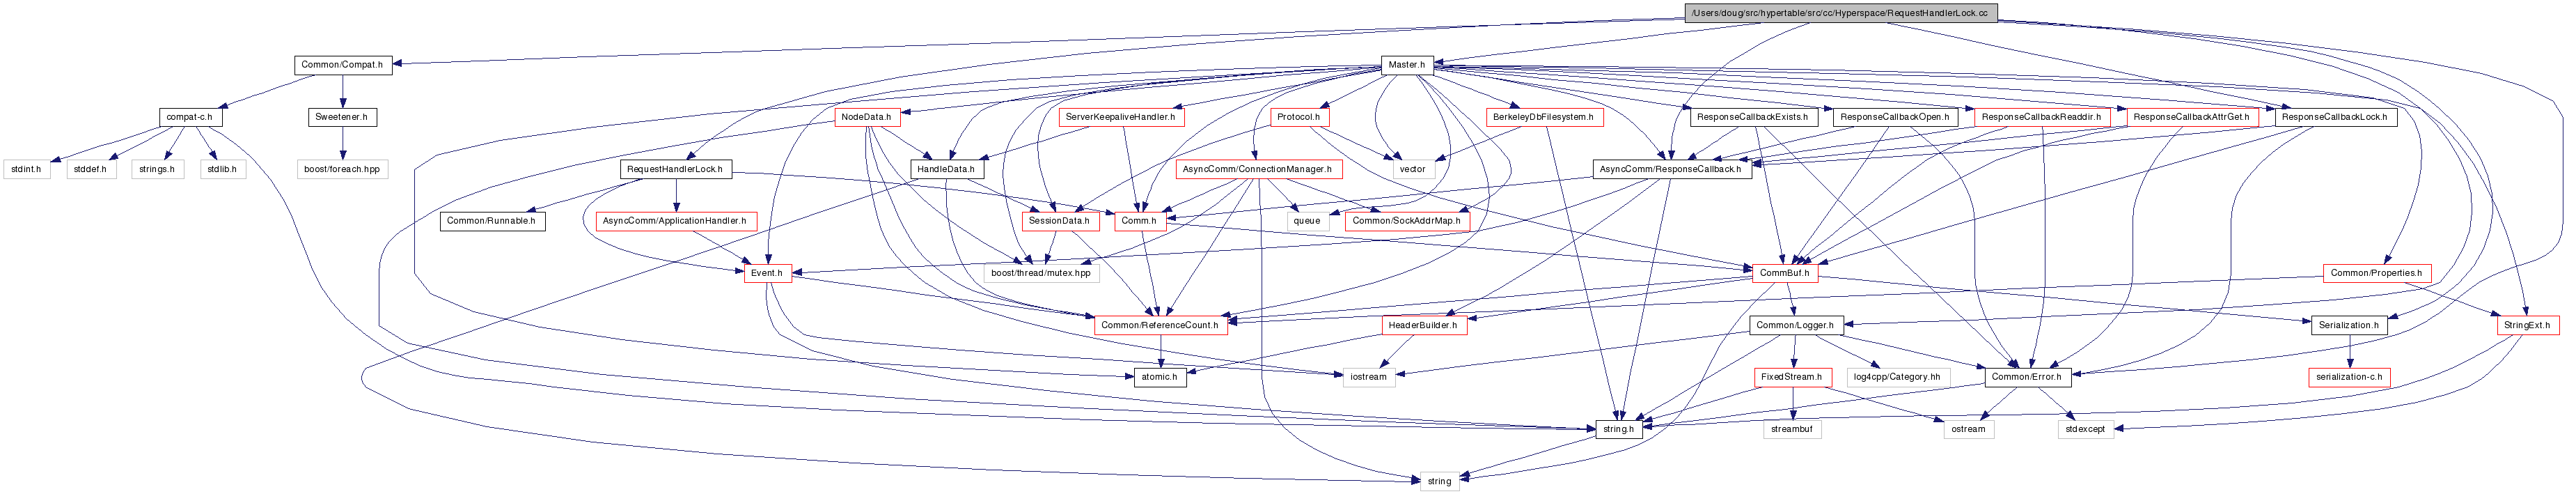 /Users/doug/src/hypertable/src/cc/Hyperspace/RequestHandlerLock.cc
Common/Compat.h
Master.h
compat-c.h
Sweetener.h
NodeData.h
ServerKeepaliveHandler.h
Protocol.h
BerkeleyDbFilesystem.h
ResponseCallbackExists.h
ResponseCallbackOpen.h
ResponseCallbackReaddir.h
ResponseCallbackAttrGet.h
ResponseCallbackLock.h
stdint.h
stddef.h
strings.h
stdlib.h
boost/foreach.hpp
RequestHandlerLock.h
HandleData.h
AsyncComm/ConnectionManager.h
vector
AsyncComm/ResponseCallback.h
Common/Runnable.h
AsyncComm/ApplicationHandler.h
SessionData.h
Comm.h
queue
Common/SockAddrMap.h
Event.h
boost/thread/mutex.hpp
CommBuf.h
Common/Properties.h
Common/ReferenceCount.h
HeaderBuilder.h
Common/Logger.h
Serialization.h
StringExt.h
atomic.h
iostream
FixedStream.h
log4cpp/Category.hh
Common/Error.h
serialization-c.h
string.h
streambuf
ostream
stdexcept
string